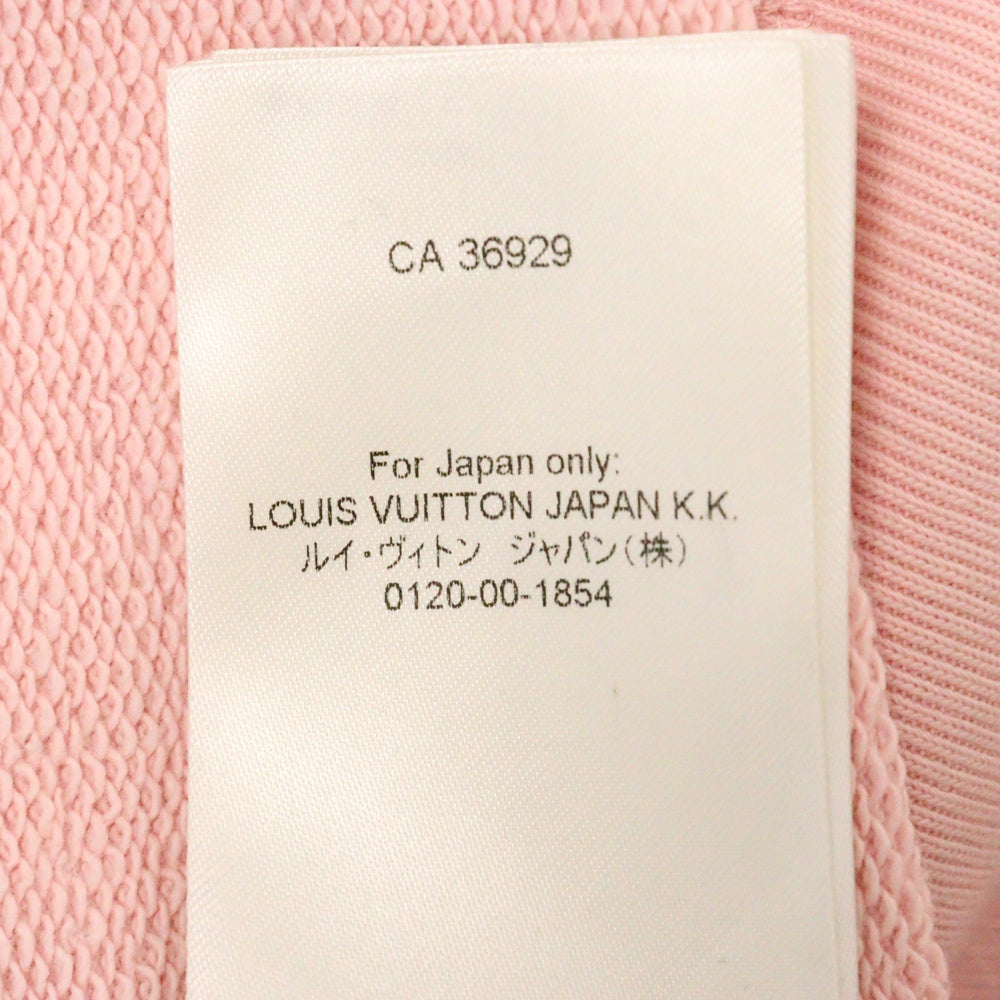 CA 36929
For Japan only:
LOUIS VUITTON JAPAN K.K.
ルイ・ヴィトン　ジャパン(株)
0120-00-1854